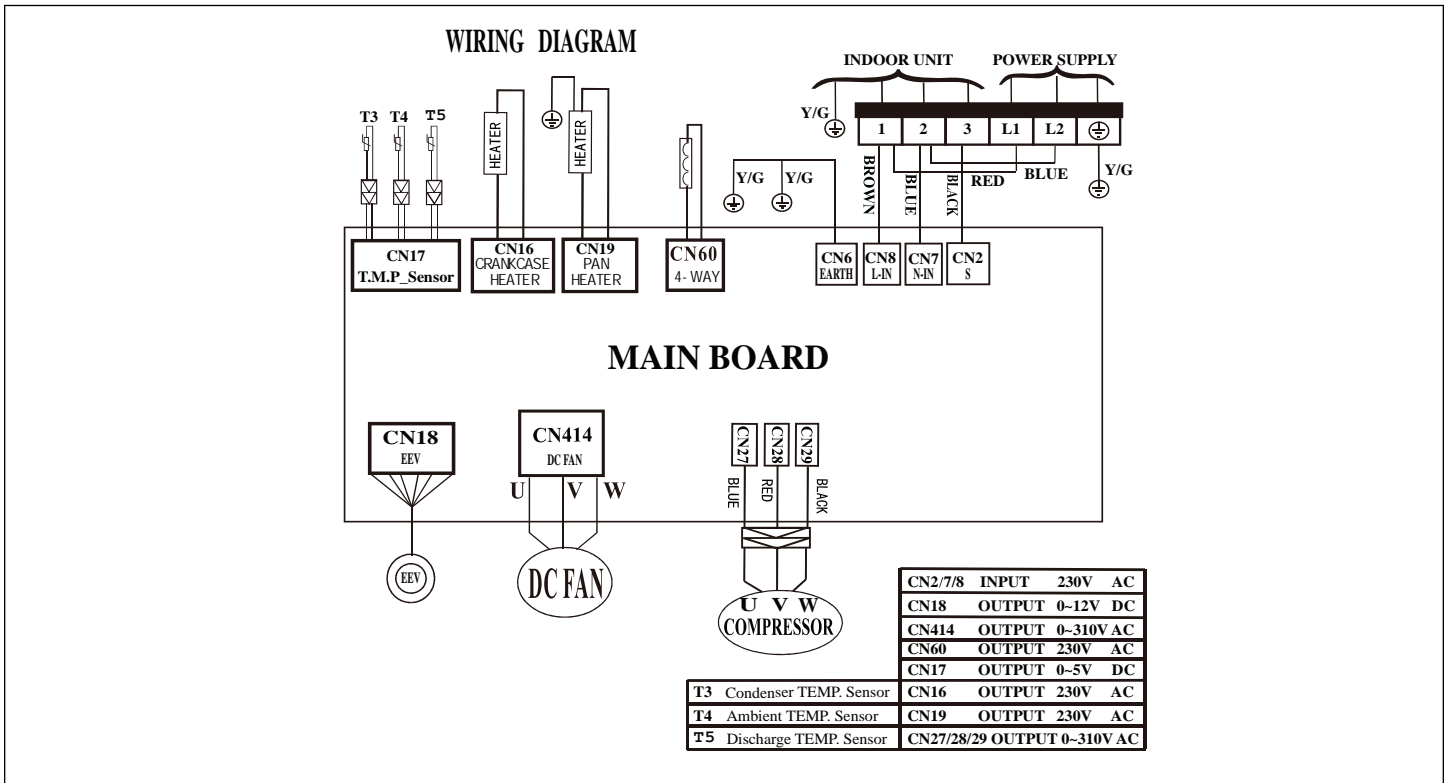 WIRING DIAGRAM
INDOOR UNIT POWER SUPPLY
T3 T4 T5
HEATER
HEATER
Y/G
1 2 3 L1 L2
Y/G Y/G
BROWN
BLUE
BLACK
RED
BLUE
Y/G
CN17
T.M.P_Sensor
CN16
CRANKCASE
HEATER
CN19
PAN
HEATER
CN60
4-WAY
CN6
EARTH
CN8
L-IN
CN7
N-IN
CN2
S
MAIN BOARD
CN18
EEV
CN414
DC FAN
CN27
CN28
CN29
U V W
BLUE
RED
BLACK
EEV
DC FAN
U V W
COMPRESSOR
CN2/7/8 INPUT 230V AC
CN18 OUTPUT 0~12V DC
CN414 OUTPUT 0~310V AC
CN60 OUTPUT 230V AC
CN17 OUTPUT 0~5V DC
T3 Condenser TEMP. Sensor CN16 OUTPUT 230V AC
T4 Ambient TEMP. Sensor CN19 OUTPUT 230V AC
T5 Discharge TEMP. Sensor CN27/28/29 OUTPUT 0~310V AC